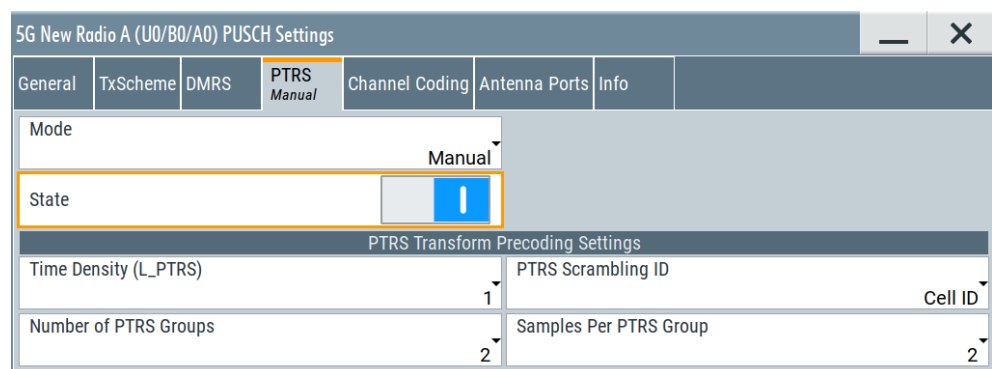 5G New Radio A (U0/B0/A0) PUSCH Settings
General TxScheme DMRS PTRS Manual Channel Coding Antenna Ports Info
Mode
Manual
State
PTRS Transform Precoding Settings
Time Density (L_PTRS) PTRS Scrambling ID
1 Cell ID
Number of PTRS Groups Samples Per PTRS Group
2 2